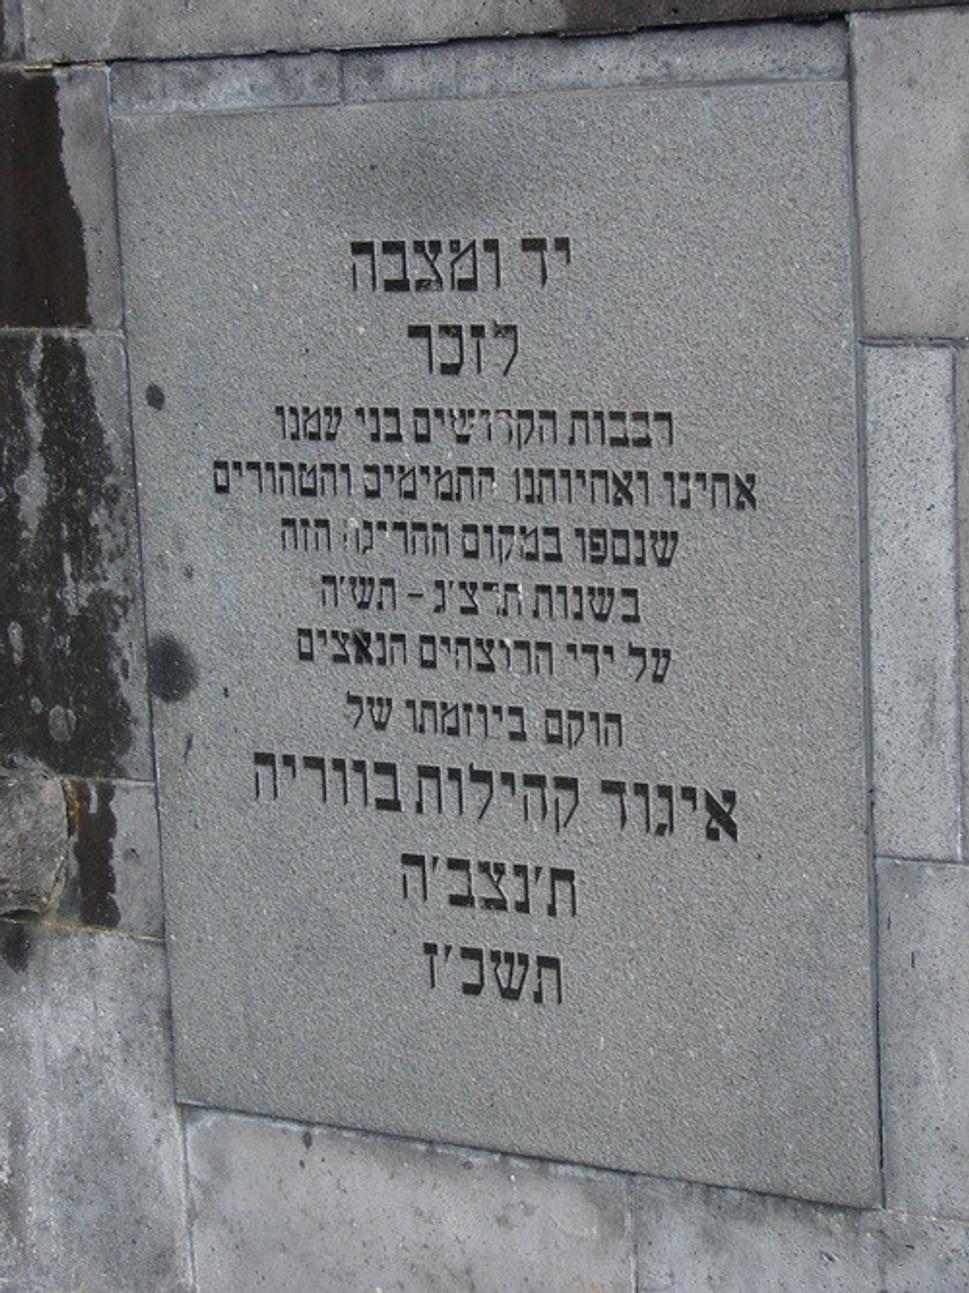 יד ומצבה
לזכר
רבבות הקדושים בני עמנו
אחינו ואחיותנו התמימים והטהורים
שנספו במקום ההריגה הזה
בשנות תרצ׳ג – תש׳ה
על ידי הרוצחים הנאצים
הוקם ביוזמתו של
איגוד קהילות בווריה
ת׳נצב׳ה
תשכ׳ז